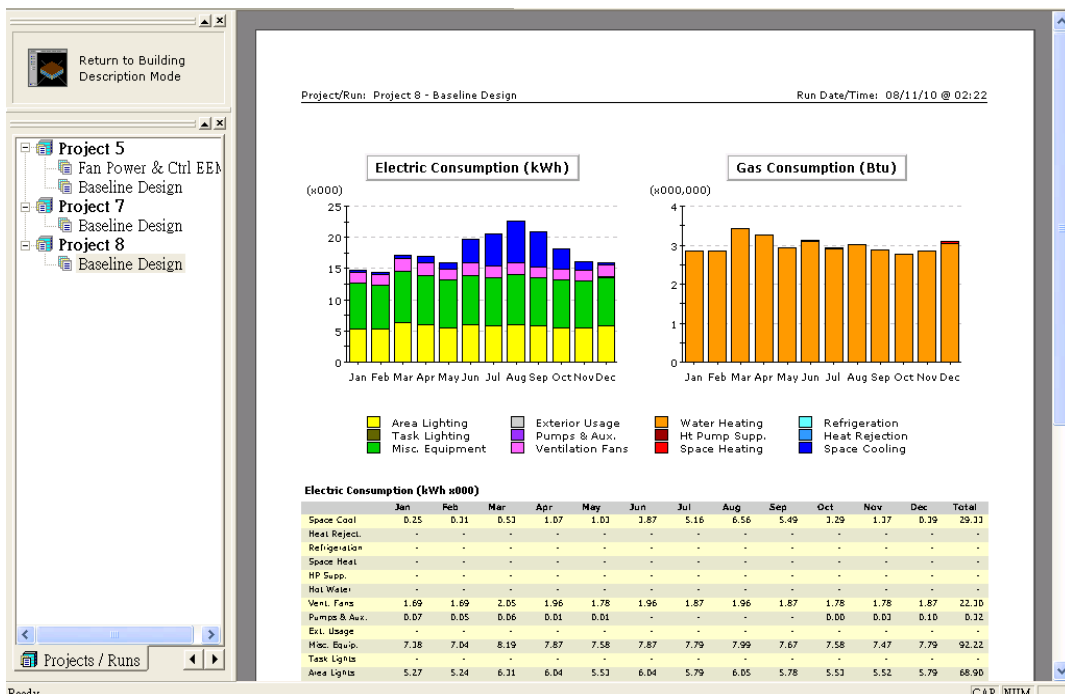 Return to Building
Description Mode
Project 5
Fan Power & Ctrl EEM
Baseline Design
Project 7
Baseline Design
Project 8
Baseline Design
Projects / Runs
Project/Run: Project 8 - Baseline Design Run Date/Time: 08/11/10 @ 02:22
Electric Consumption (kWh)
(x000)
25
20
15
10
5
0
Jan Feb Mar Apr May Jun Jul Aug Sep Oct Nov Dec
Gas Consumption (Btu)
(x000,000)
4
3
2
1
0
Jan Feb Mar Apr May Jun Jul Aug Sep Oct Nov Dec
Area Lighting Exterior Usage Water Heating Refrigeration
Task Lighting Pumps & Aux. Ht Pump Supp. Heat Rejection
Misc. Equipment Ventilation Fans Space Heating Space Cooling
Electric Consumption (kWh x000)
Jan Feb Mar Apr May Jun Jul Aug Sep Oct Nov Dec Total
Space Cool 0.25 0.31 0.53 1.07 1.03 3.87 5.16 6.56 5.49 3.29 1.37 0.39 29.33
Heat Reject. - - - - - - - - - - - - -
Refrigeration - - - - - - - - - - - - -
Space Heat - - - - - - - - - - - - -
HP Supp. - - - - - - - - - - - - -
Hot Water - - - - - - - - - - - - -
Vent. Fans 1.69 1.69 2.05 1.96 1.78 1.96 1.87 1.96 1.87 1.78 1.78 1.87 22.30
Pumps & Aux. 0.07 0.05 0.06 0.01 0.01 - - - - 0.00 0.03 0.10 0.32
Ext. Usage - - - - - - - - - - - - -
Misc. Equip. 7.38 7.04 8.19 7.87 7.58 7.87 7.79 7.99 7.67 7.58 7.47 7.79 92.22
Task Lights - - - - - - - - - - - - -
Area Lights 5.27 5.24 6.31 6.04 5.53 6.04 5.79 6.05 5.78 5.53 5.52 5.79 68.90
Ready CAP NUM